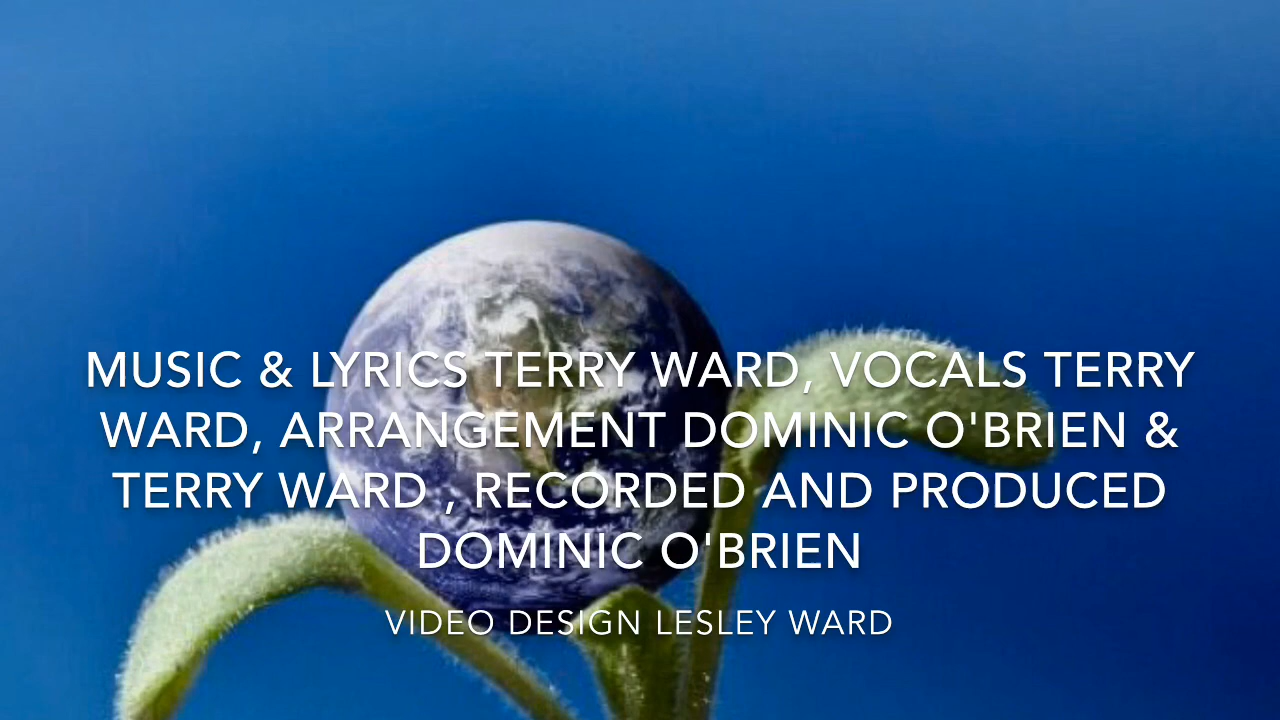 MUSIC & LYRICS TERRY WARD, VOCALS TERRY
WARD, ARRANGEMENT DOMINIC O'BRIEN &
TERRY WARD , RECORDED AND PRODUCED
DOMINIC O'BRIEN
VIDEO DESIGN LESLEY WARD